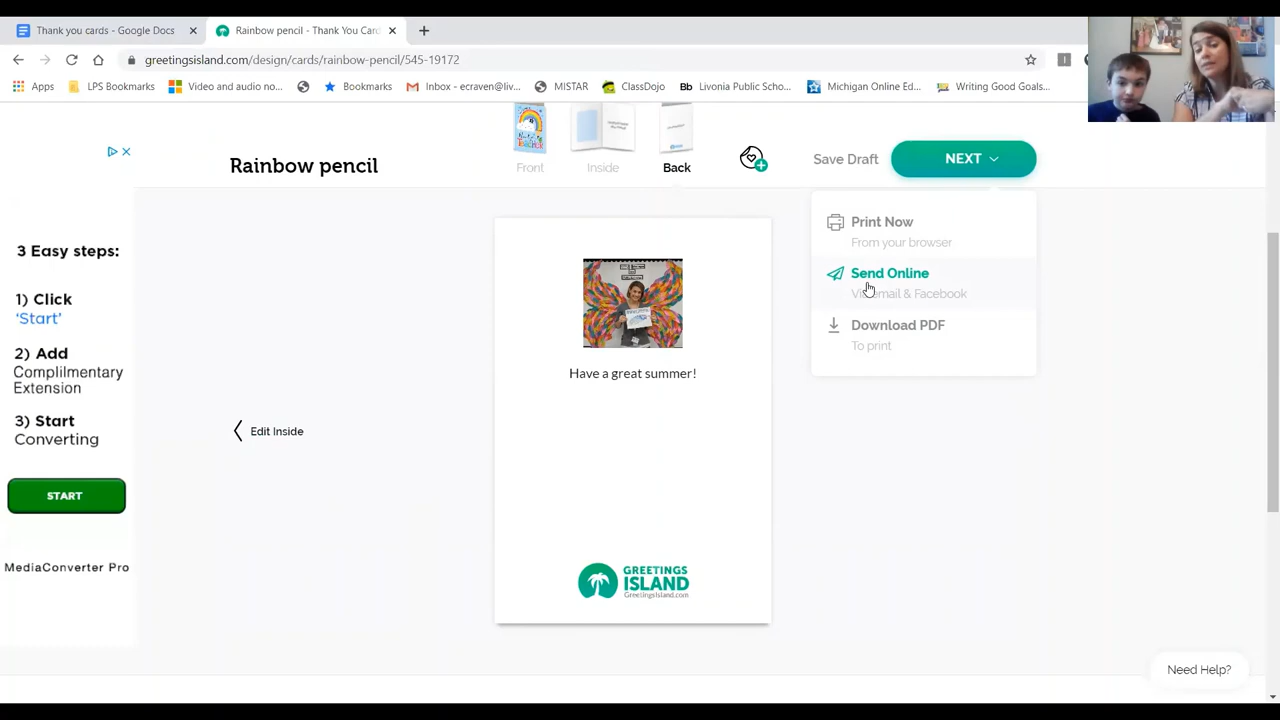 Thank you cards - Google Docs
Rainbow pencil - Thank You Card
greetingsisland.com/design/cards/rainbow-pencil/545-19172
Apps
LPS Bookmarks
Video and audio no...
Bookmarks
Inbox - ecraven@liv...
MISTAR
ClassDojo
Bb Livonia Public Scho...
Michigan Online Ed...
Writing Good Goals...
Rainbow pencil
Front
Inside
Back
Save Draft
NEXT
Print Now
From your browser
Send Online
Via email & Facebook
Download PDF
To print
3 Easy steps:
1) Click
'Start'
2) Add
Complilmentary
Extension
3) Start
Converting
START
MediaConverter Pro
Edit Inside
Have a great summer!
GREETINGS
ISLAND
GreetingsIsland.com
Need Help?